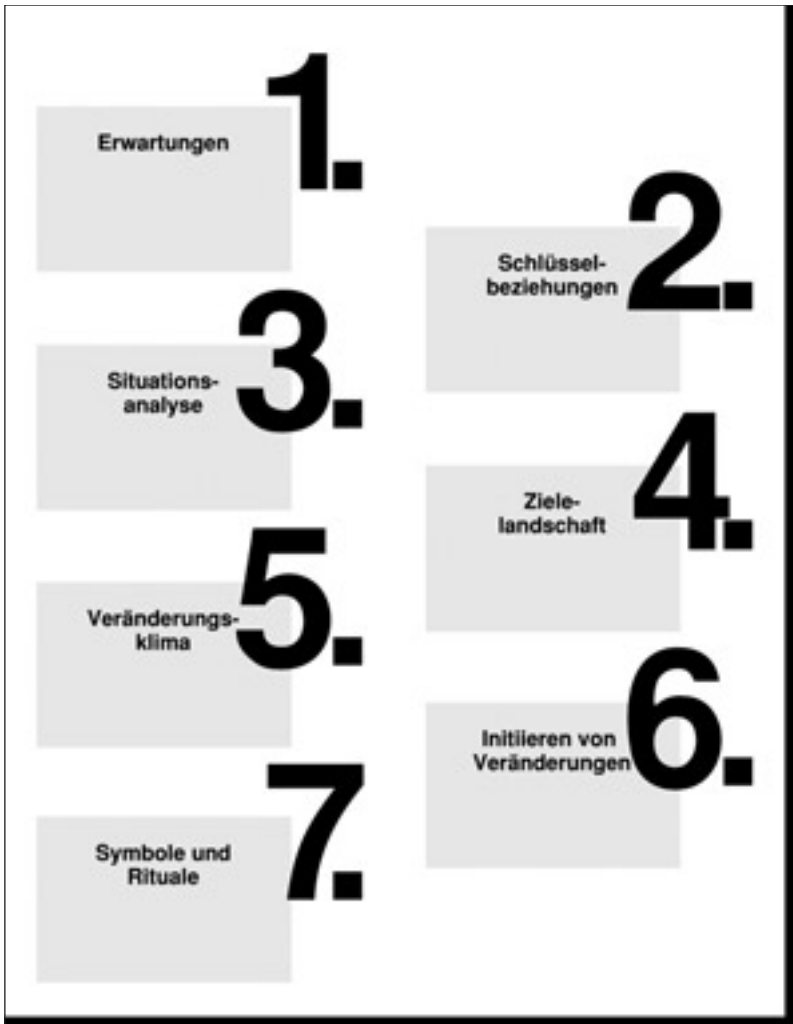 1.
Erwartungen
2.
Schlüssel-
beziehungen
3.
Situations-
analyse
4.
Ziele-
landschaft
5.
Veränderungs-
klima
6.
Initiieren von
Veränderungen
7.
Symbole und
Rituale